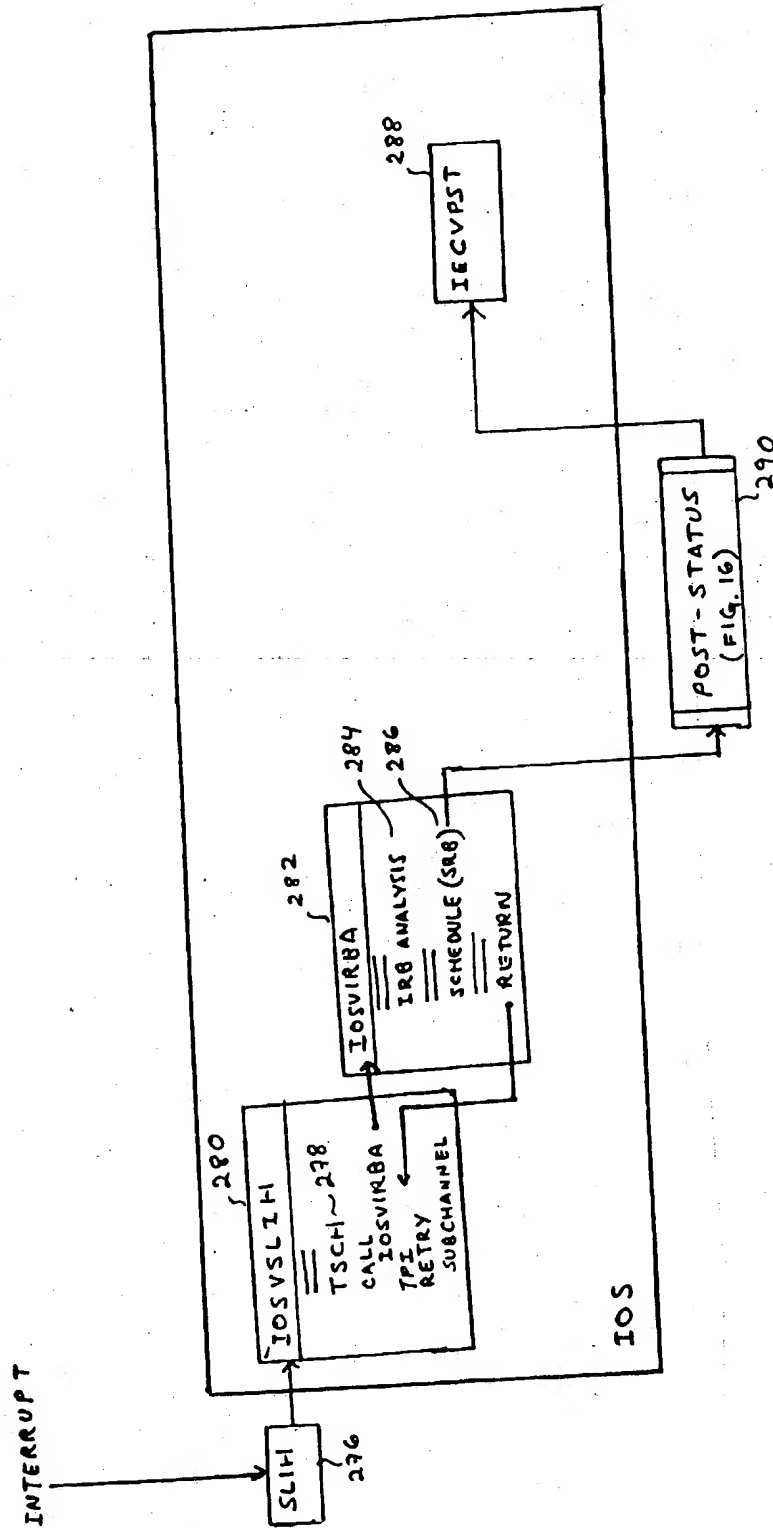 INTERRUPT
SLIH
276
280
IOSVSLIH
TSCH~278
CALL
IOSVIRBA
TPI
RETRY
SUBCHANNEL
282
IOSVIRBA
IRB ANALYSIS
284
SCHEDULE (SRB)
286
RETURN
288
IECVPST
POST-STATUS
(FIG. 16)
290
IOS